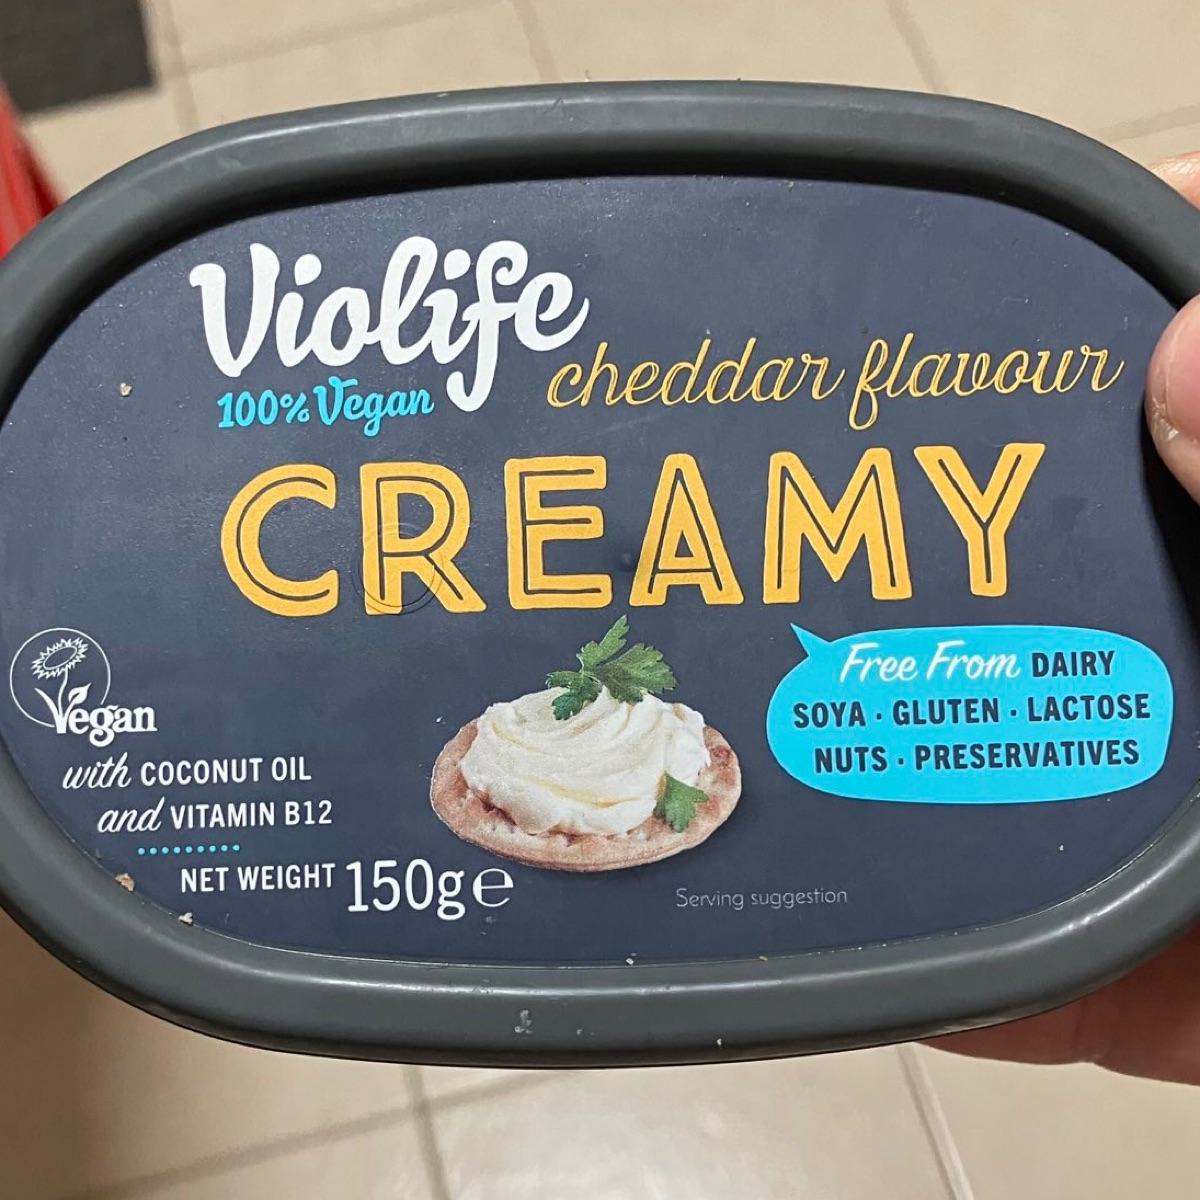 Violife
100% Vegan
cheddar flavour
CREAMY
Free From DAIRY
SOYA · GLUTEN · LACTOSE
NUTS · PRESERVATIVES
Vegan
with COCONUT OIL
and VITAMIN B12
NET WEIGHT 150g e
Serving suggestion